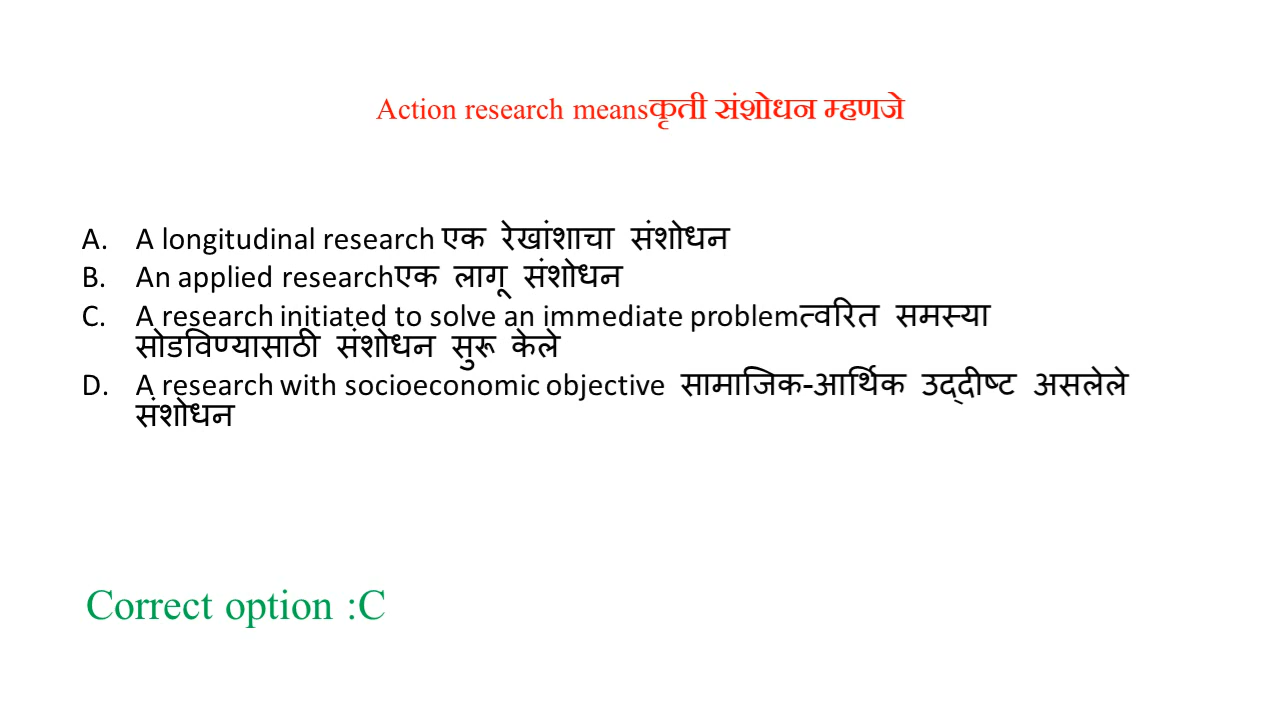 Action research meansकृती संशोधन म्हणजे
A. A longitudinal research एक रेखांशाचा संशोधन
B. An applied researchएक लागू संशोधन
C. A research initiated to solve an immediate problemत्वरित समस्या
सोडविण्यासाठी संशोधन सुरू केले
D. A research with socioeconomic objective सामाजिक-आर्थिक उद्दीष्ट असलेले
संशोधन
Correct option :C